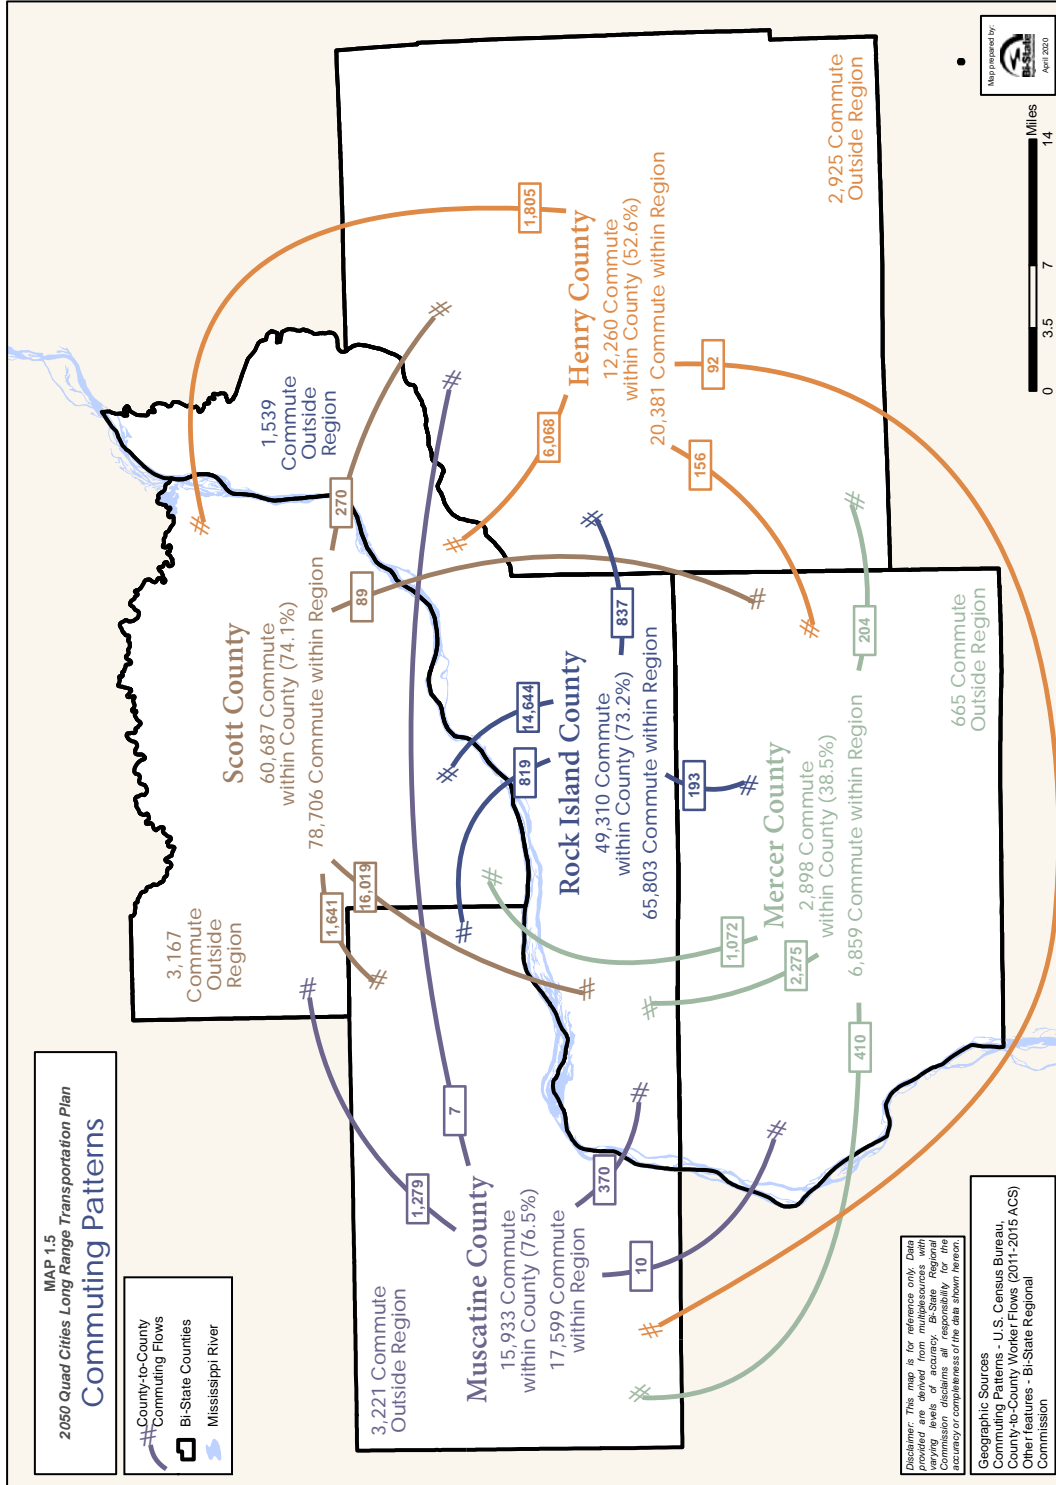 MAP 1.5
2050 Quad Cities Long Range Transportation Plan
Commuting Patterns
County-to-County
Commuting Flows
Bi-State Counties
Mississippi River
3,167
Commute
Outside
Region
Scott County
60,687 Commute
within County (74.1%)
78,706 Commute within Region
1,641
16,019
89
270
1,539
Commute
Outside
Region
1,805
3,221 Commute
Outside Region
Muscatine County
15,933 Commute
within County (76.5%)
17,599 Commute
within Region
1,279
7
370
10
Rock Island County
49,310 Commute
within County (73.2%)
65,803 Commute within Region
819
14,644
837
193
Henry County
12,260 Commute
within County (52.6%)
20,381 Commute within Region
6,068
156
92
2,925 Commute
Outside Region
Mercer County
2,898 Commute
within County (38.5%)
6,859 Commute within Region
1,072
2,275
410
204
665 Commute
Outside Region
Disclaimer: This map is for reference only. Data
provided are derived from multiple sources with
varying levels of accuracy. Bi-State Regional
Commission disclaims all responsibility for the
accuracy or completeness of the data shown hereon.
Geographic Sources
Commuting Patterns - U.S. Census Bureau,
County-to-County Worker Flows (2011-2015 ACS)
Other features - Bi-State Regional
Commission
0 3.5 7 14
Miles
Map prepared by:
Bi-State
April 2020